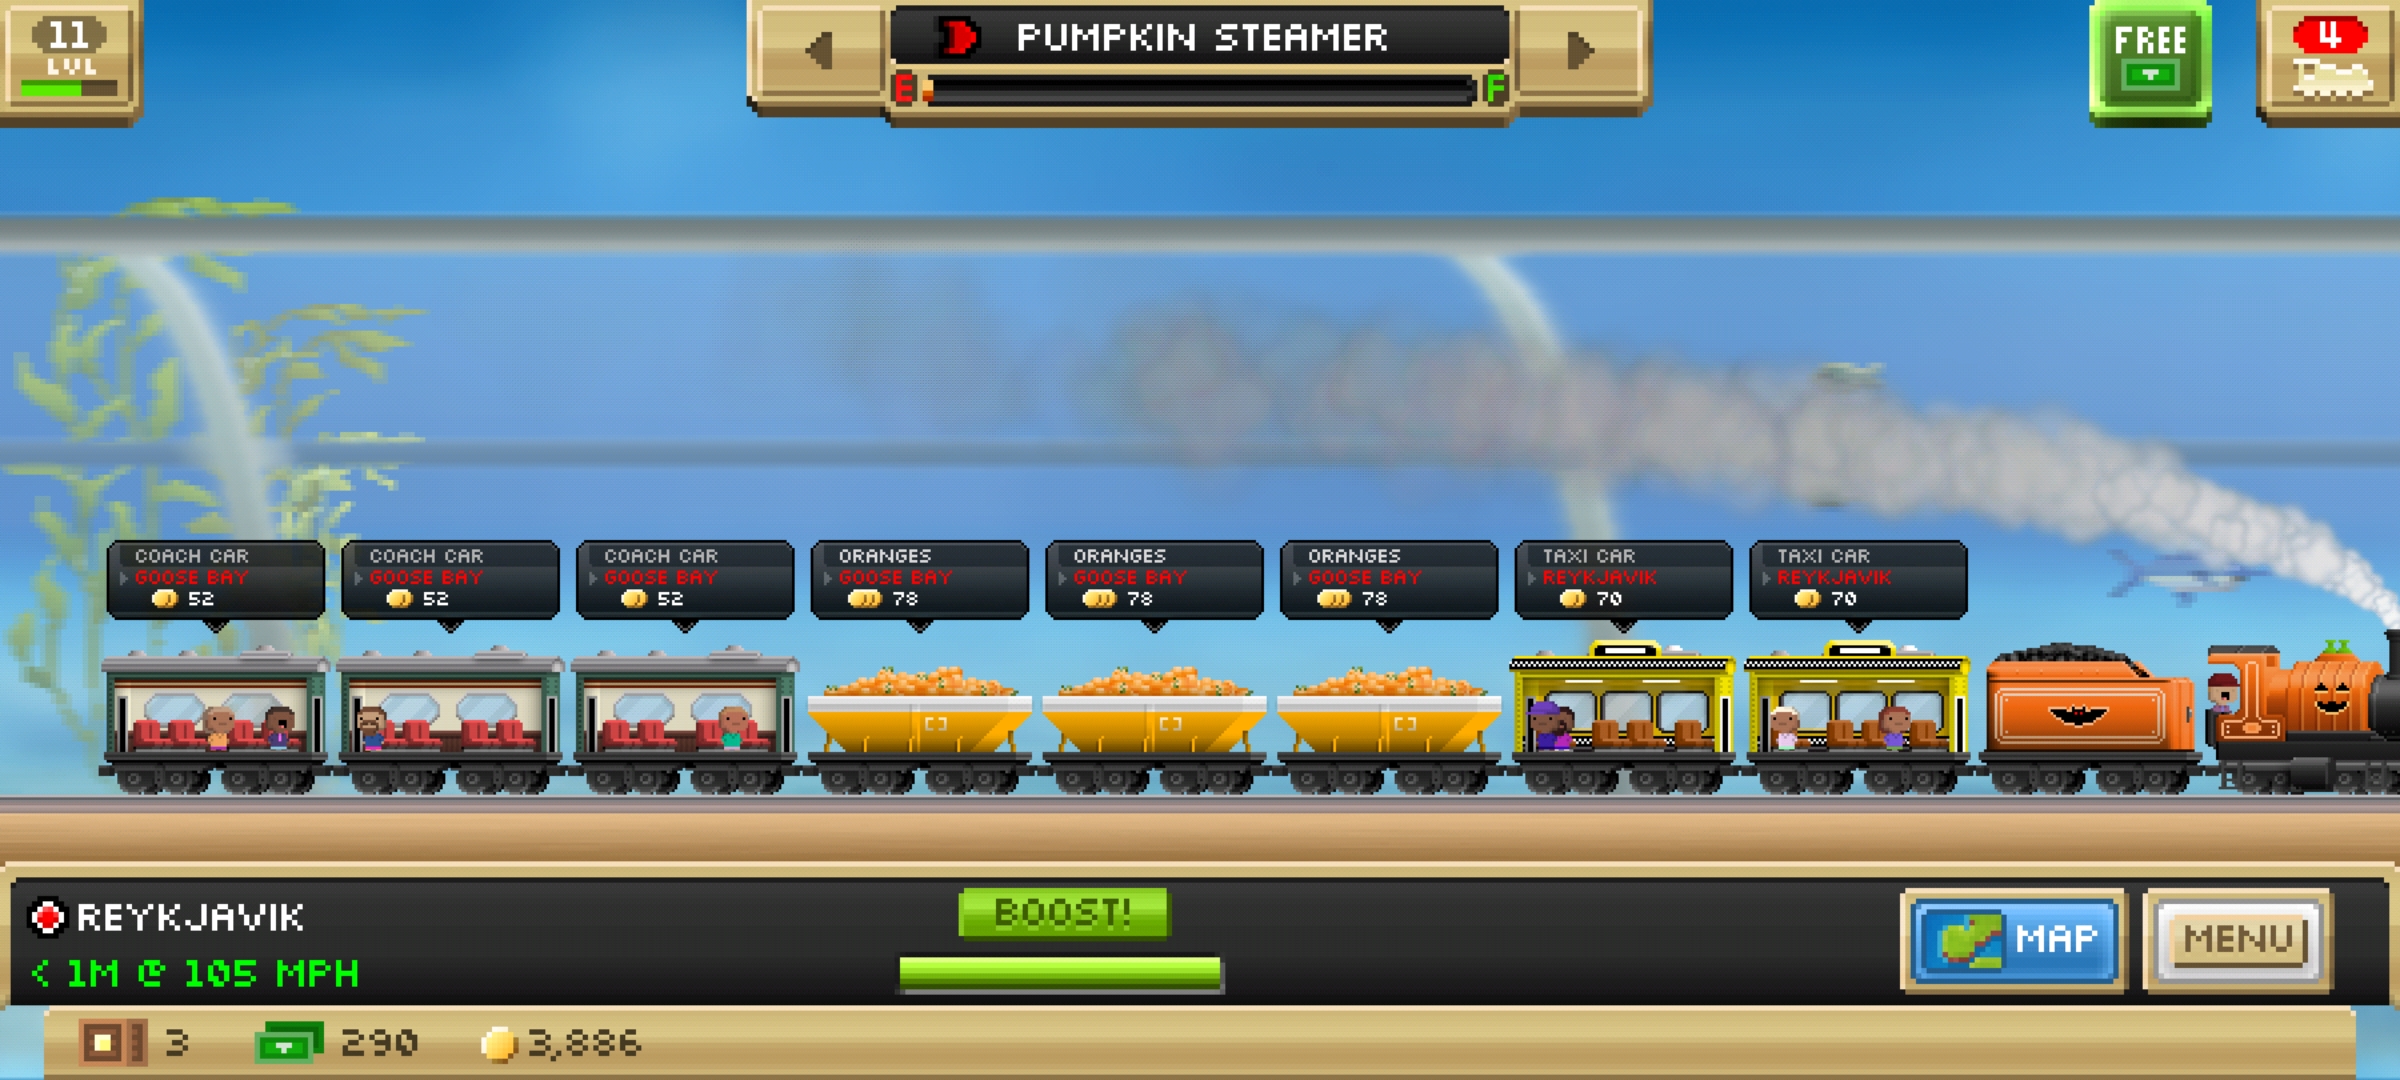 11
LVL
PUMPKIN STEAMER
E F
FREE
4
COACH CAR
GOOSE BAY
52
COACH CAR
GOOSE BAY
52
COACH CAR
GOOSE BAY
52
ORANGES
GOOSE BAY
78
ORANGES
GOOSE BAY
78
ORANGES
GOOSE BAY
78
TAXI CAR
REYKJAVIK
70
TAXI CAR
REYKJAVIK
70
REYKJAVIK
< 1M @ 105 MPH
BOOST!
MAP
MENU
3
290
3,886